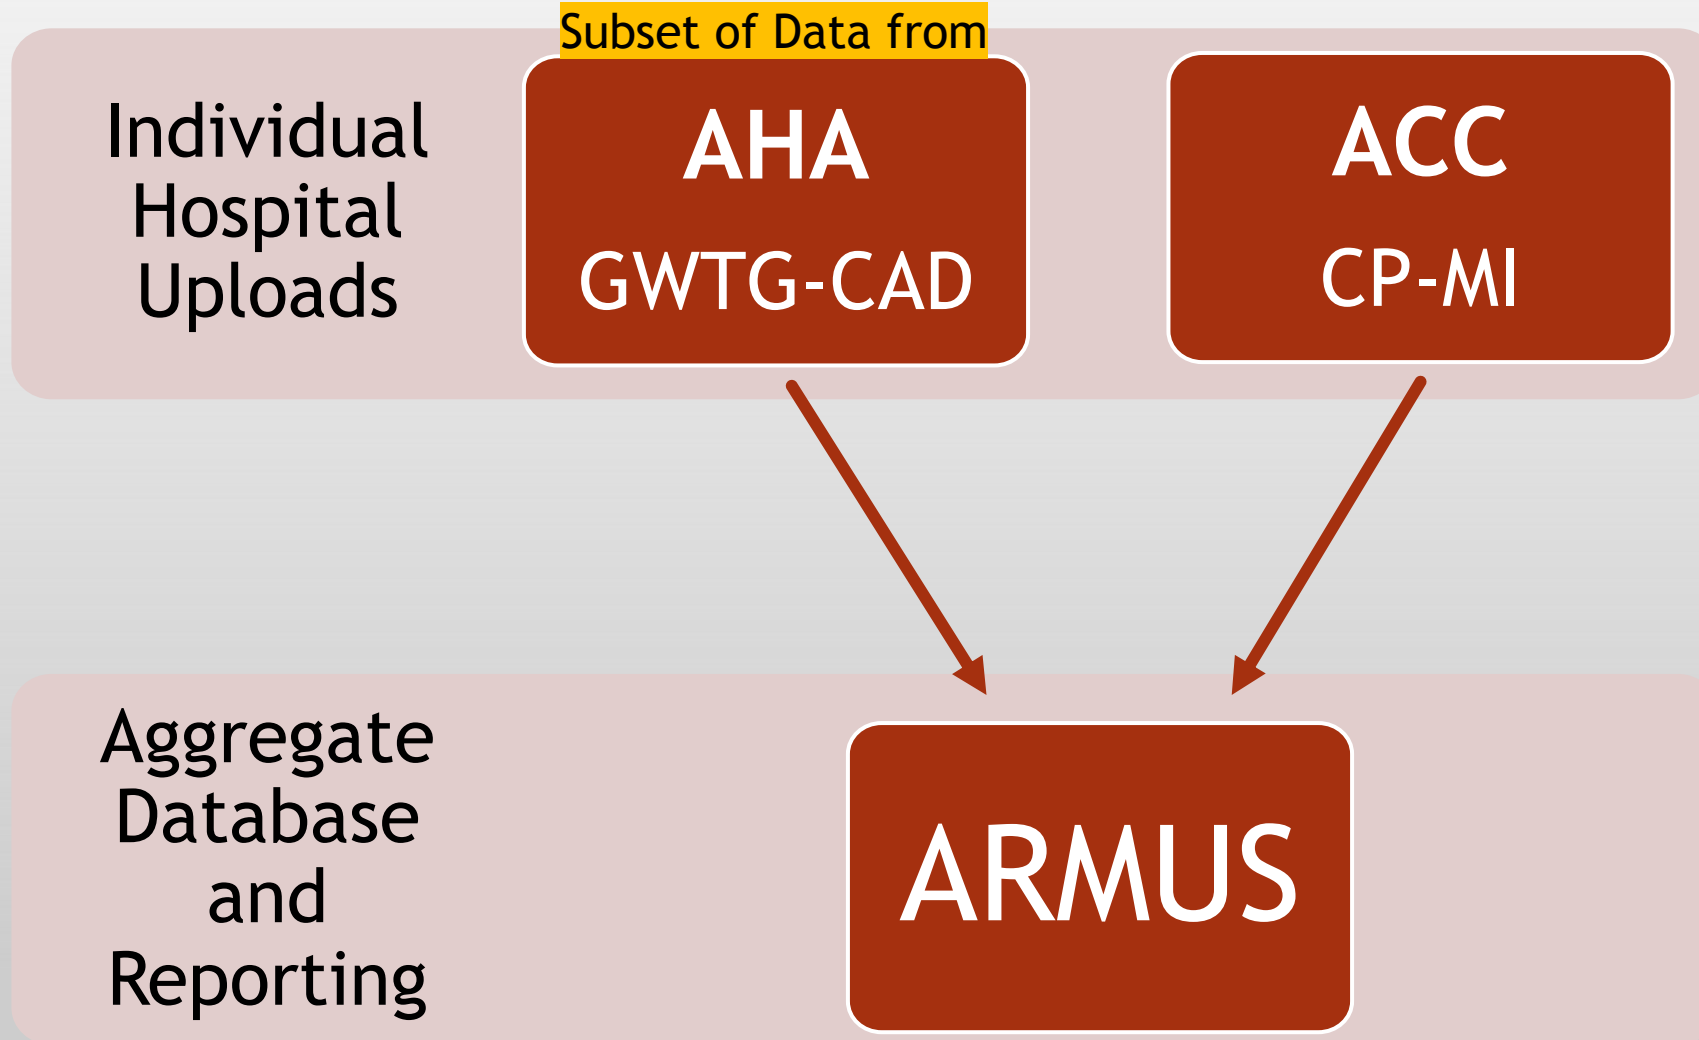 Subset of Data from
Individual
Hospital
Uploads
AHA
GWTG-CAD
ACC
CP-MI
Aggregate
Database
and
Reporting
ARMUS